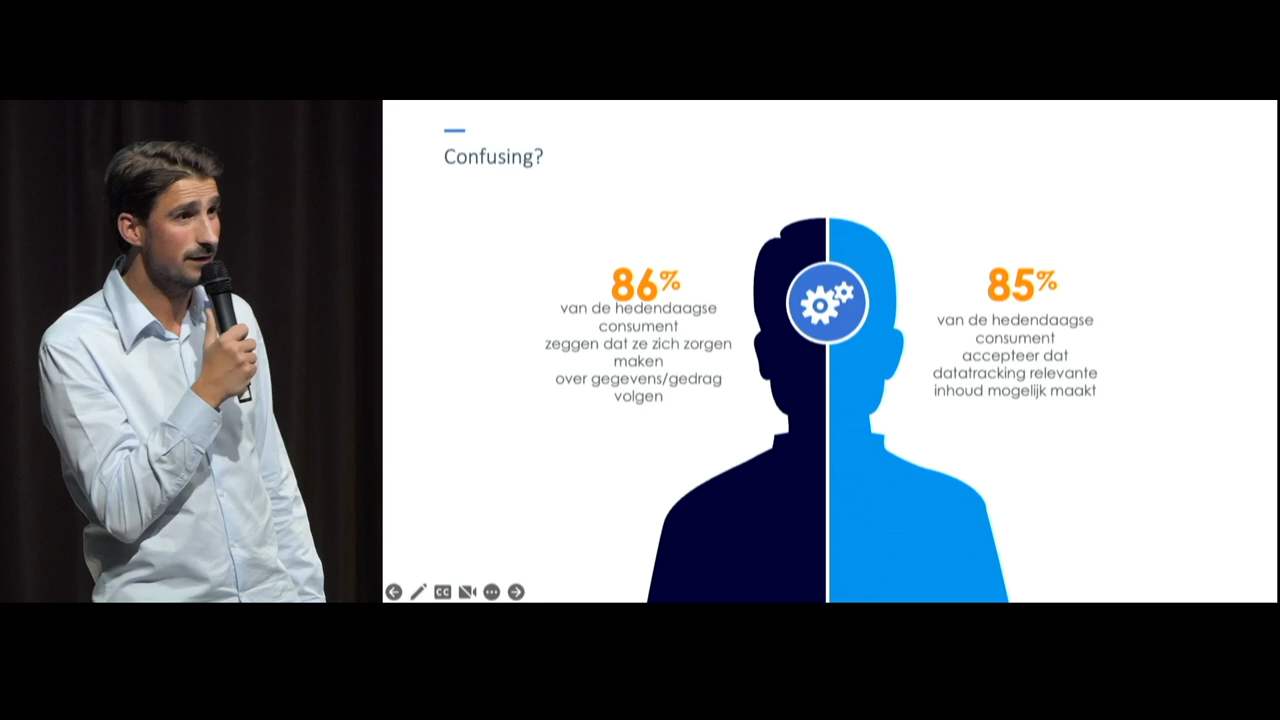 Confusing?
86%
van de hedendaagse
consument
zeggen dat ze zich zorgen
maken
over gegevens/gedrag
volgen
85%
van de hedendaagse
consument
accepteer dat
datatracking relevante
inhoud mogelijk maakt
CC